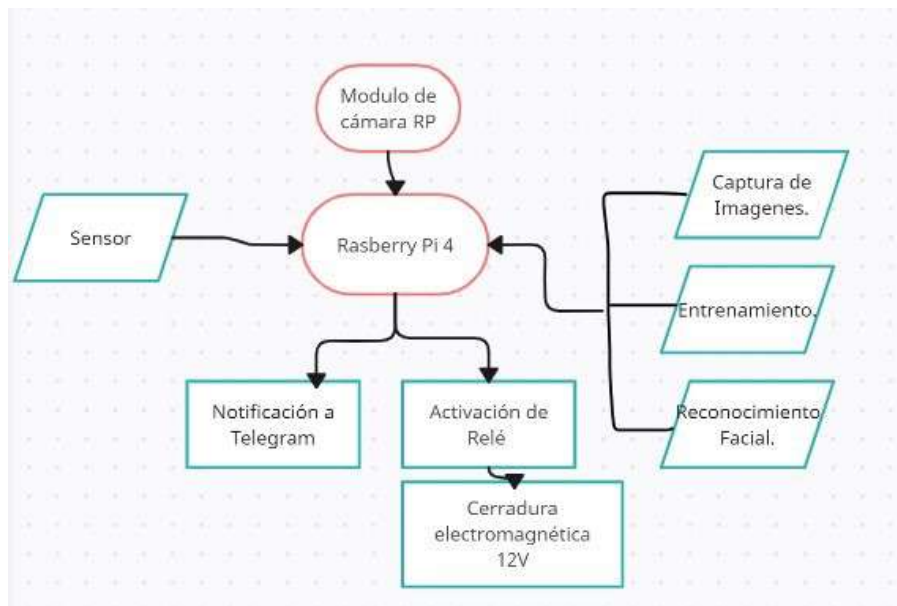 Modulo de
cámara RP
Sensor
Rasberry Pi 4
Captura de
Imagenes.
Entrenamiento.
Reconocimiento
Facial.
Notificación a
Telegram
Activación de
Relé
Cerradura
electromagnética
12V